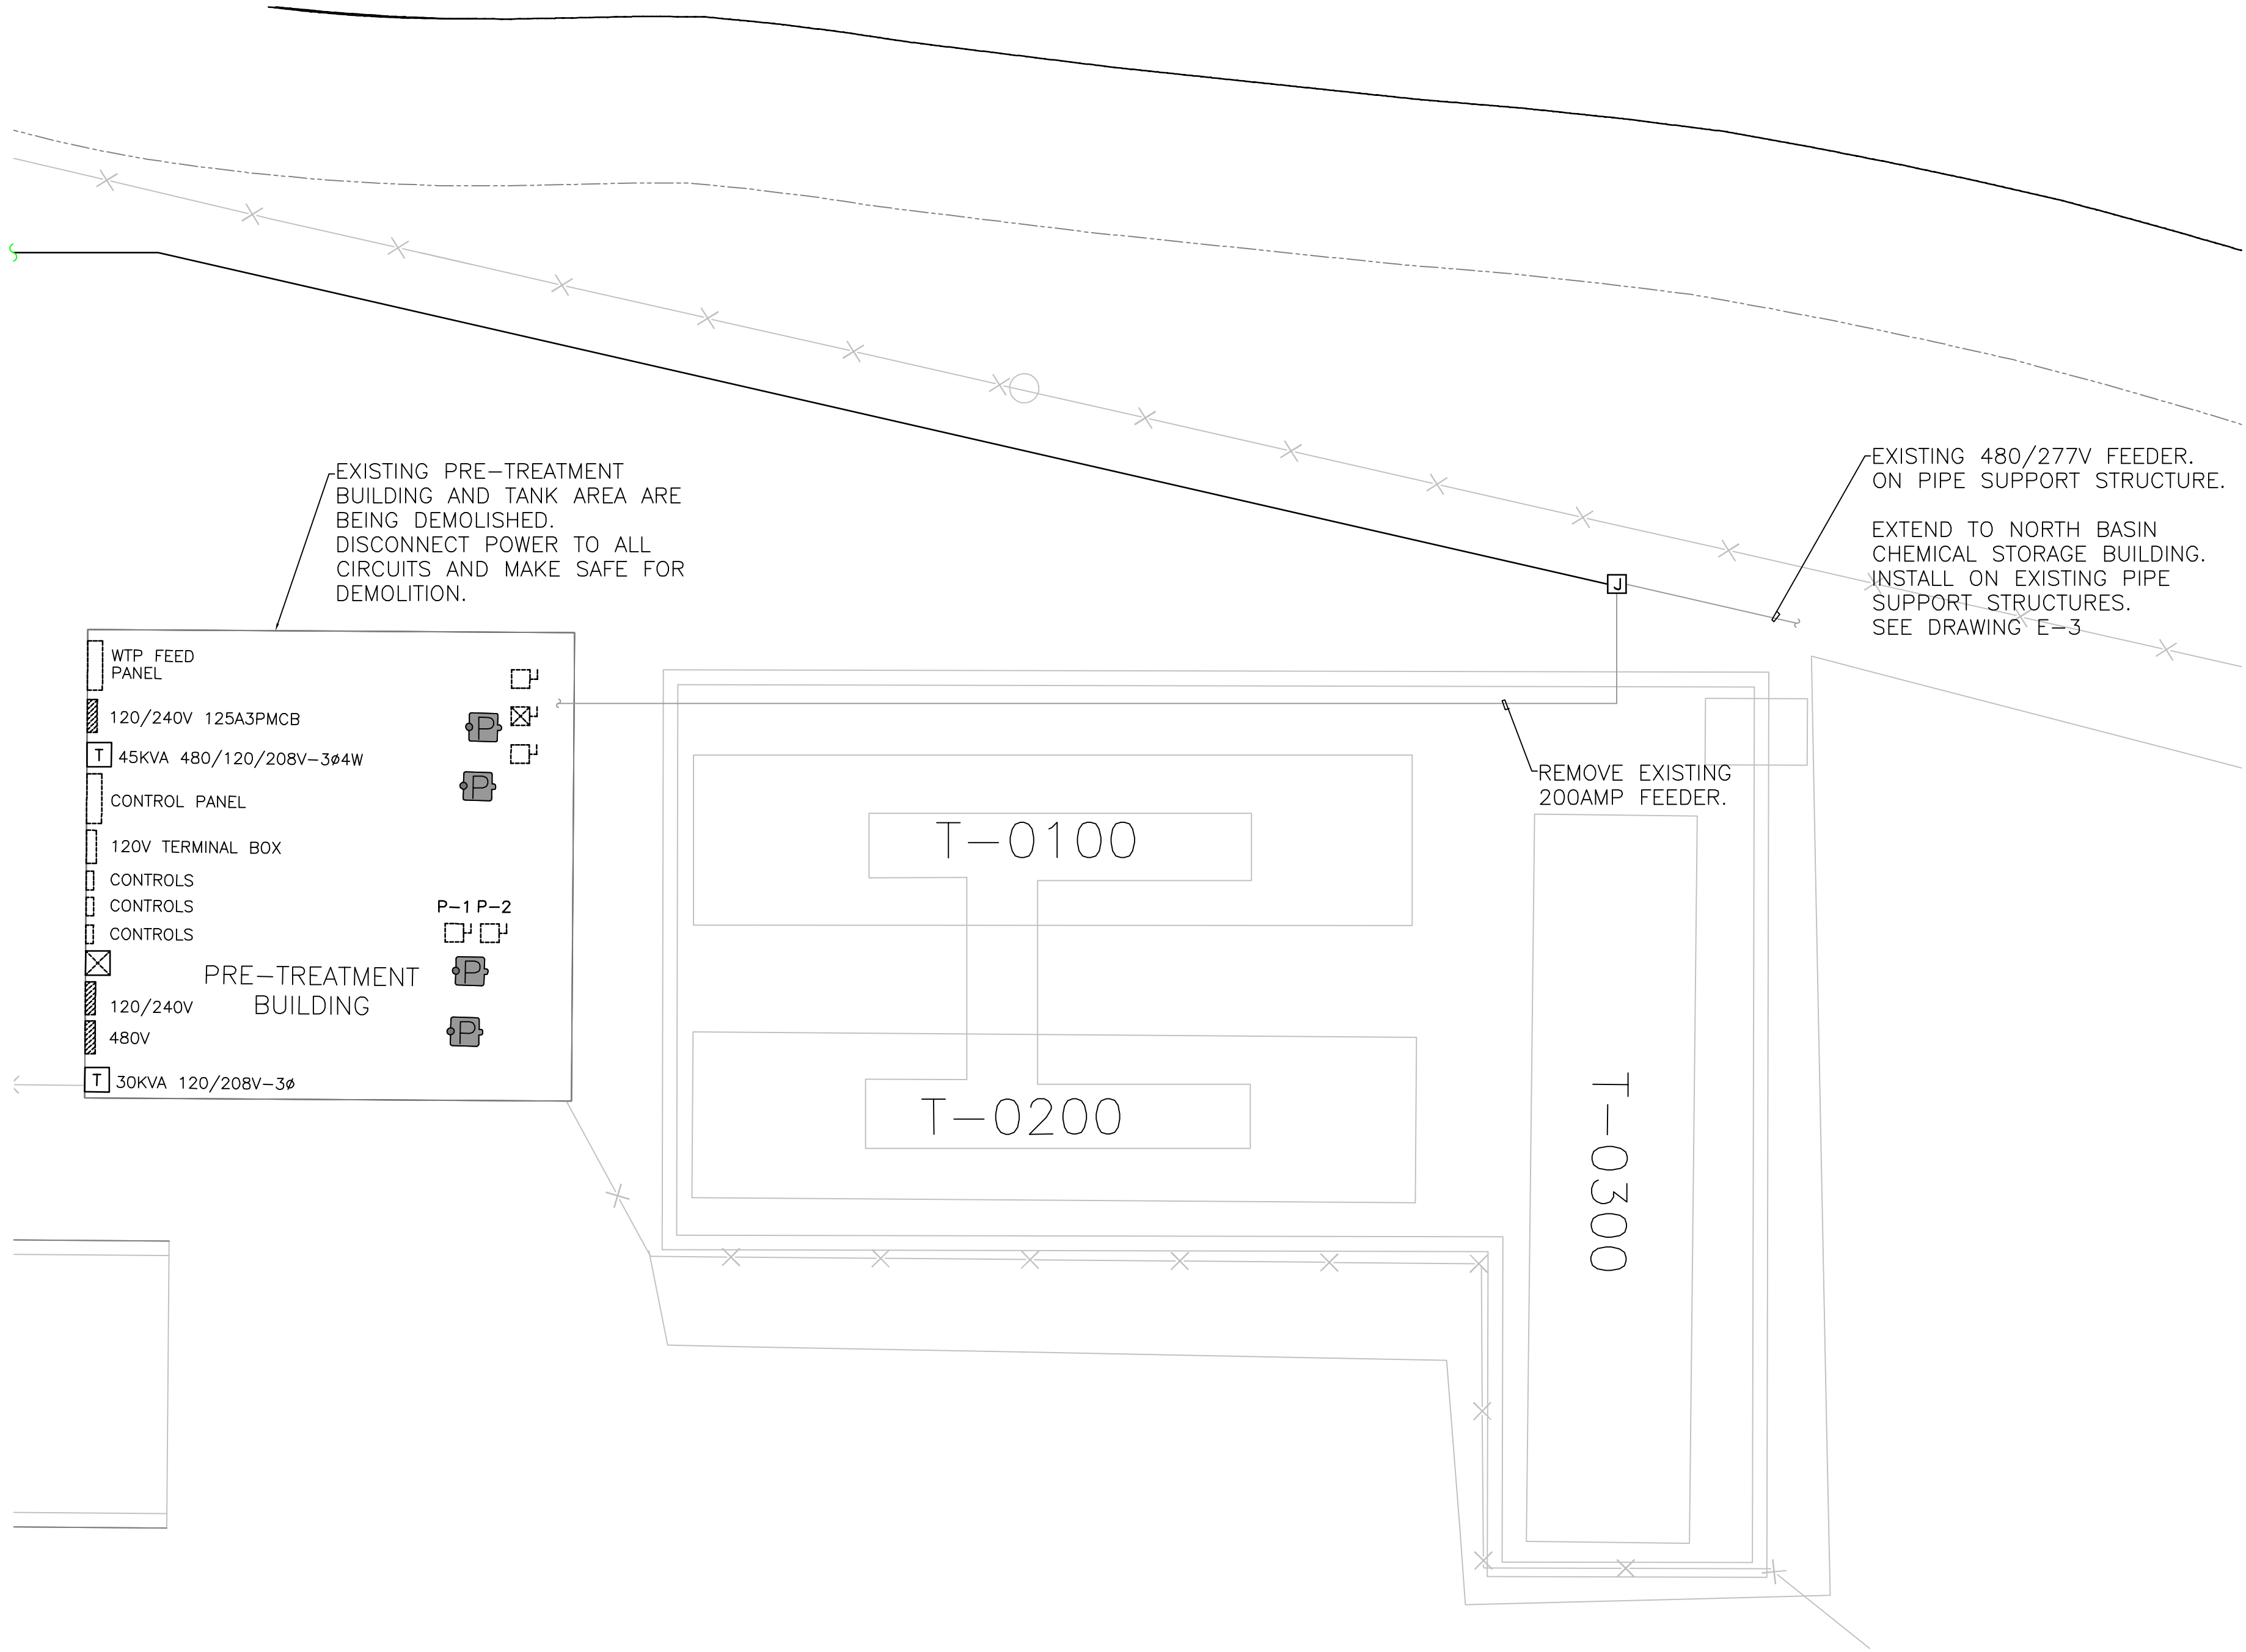 EXISTING PRE-TREATMENT
BUILDING AND TANK AREA ARE
BEING DEMOLISHED.
DISCONNECT POWER TO ALL
CIRCUITS AND MAKE SAFE FOR
DEMOLITION.
EXISTING 480/277V FEEDER.
ON PIPE SUPPORT STRUCTURE.
EXTEND TO NORTH BASIN
CHEMICAL STORAGE BUILDING.
INSTALL ON EXISTING PIPE
SUPPORT STRUCTURES.
SEE DRAWING E-3
J
WTP FEED
PANEL
120/240V 125A3PMCB
T 45KVA 480/120/208V-3ø4W
CONTROL PANEL
120V TERMINAL BOX
CONTROLS
CONTROLS
CONTROLS
120/240V
480V
T 30KVA 120/208V-3ø
P
P
P-1 P-2
P
P
PRE-TREATMENT
BUILDING
REMOVE EXISTING
200AMP FEEDER.
T-0100
T-0200
T-0300